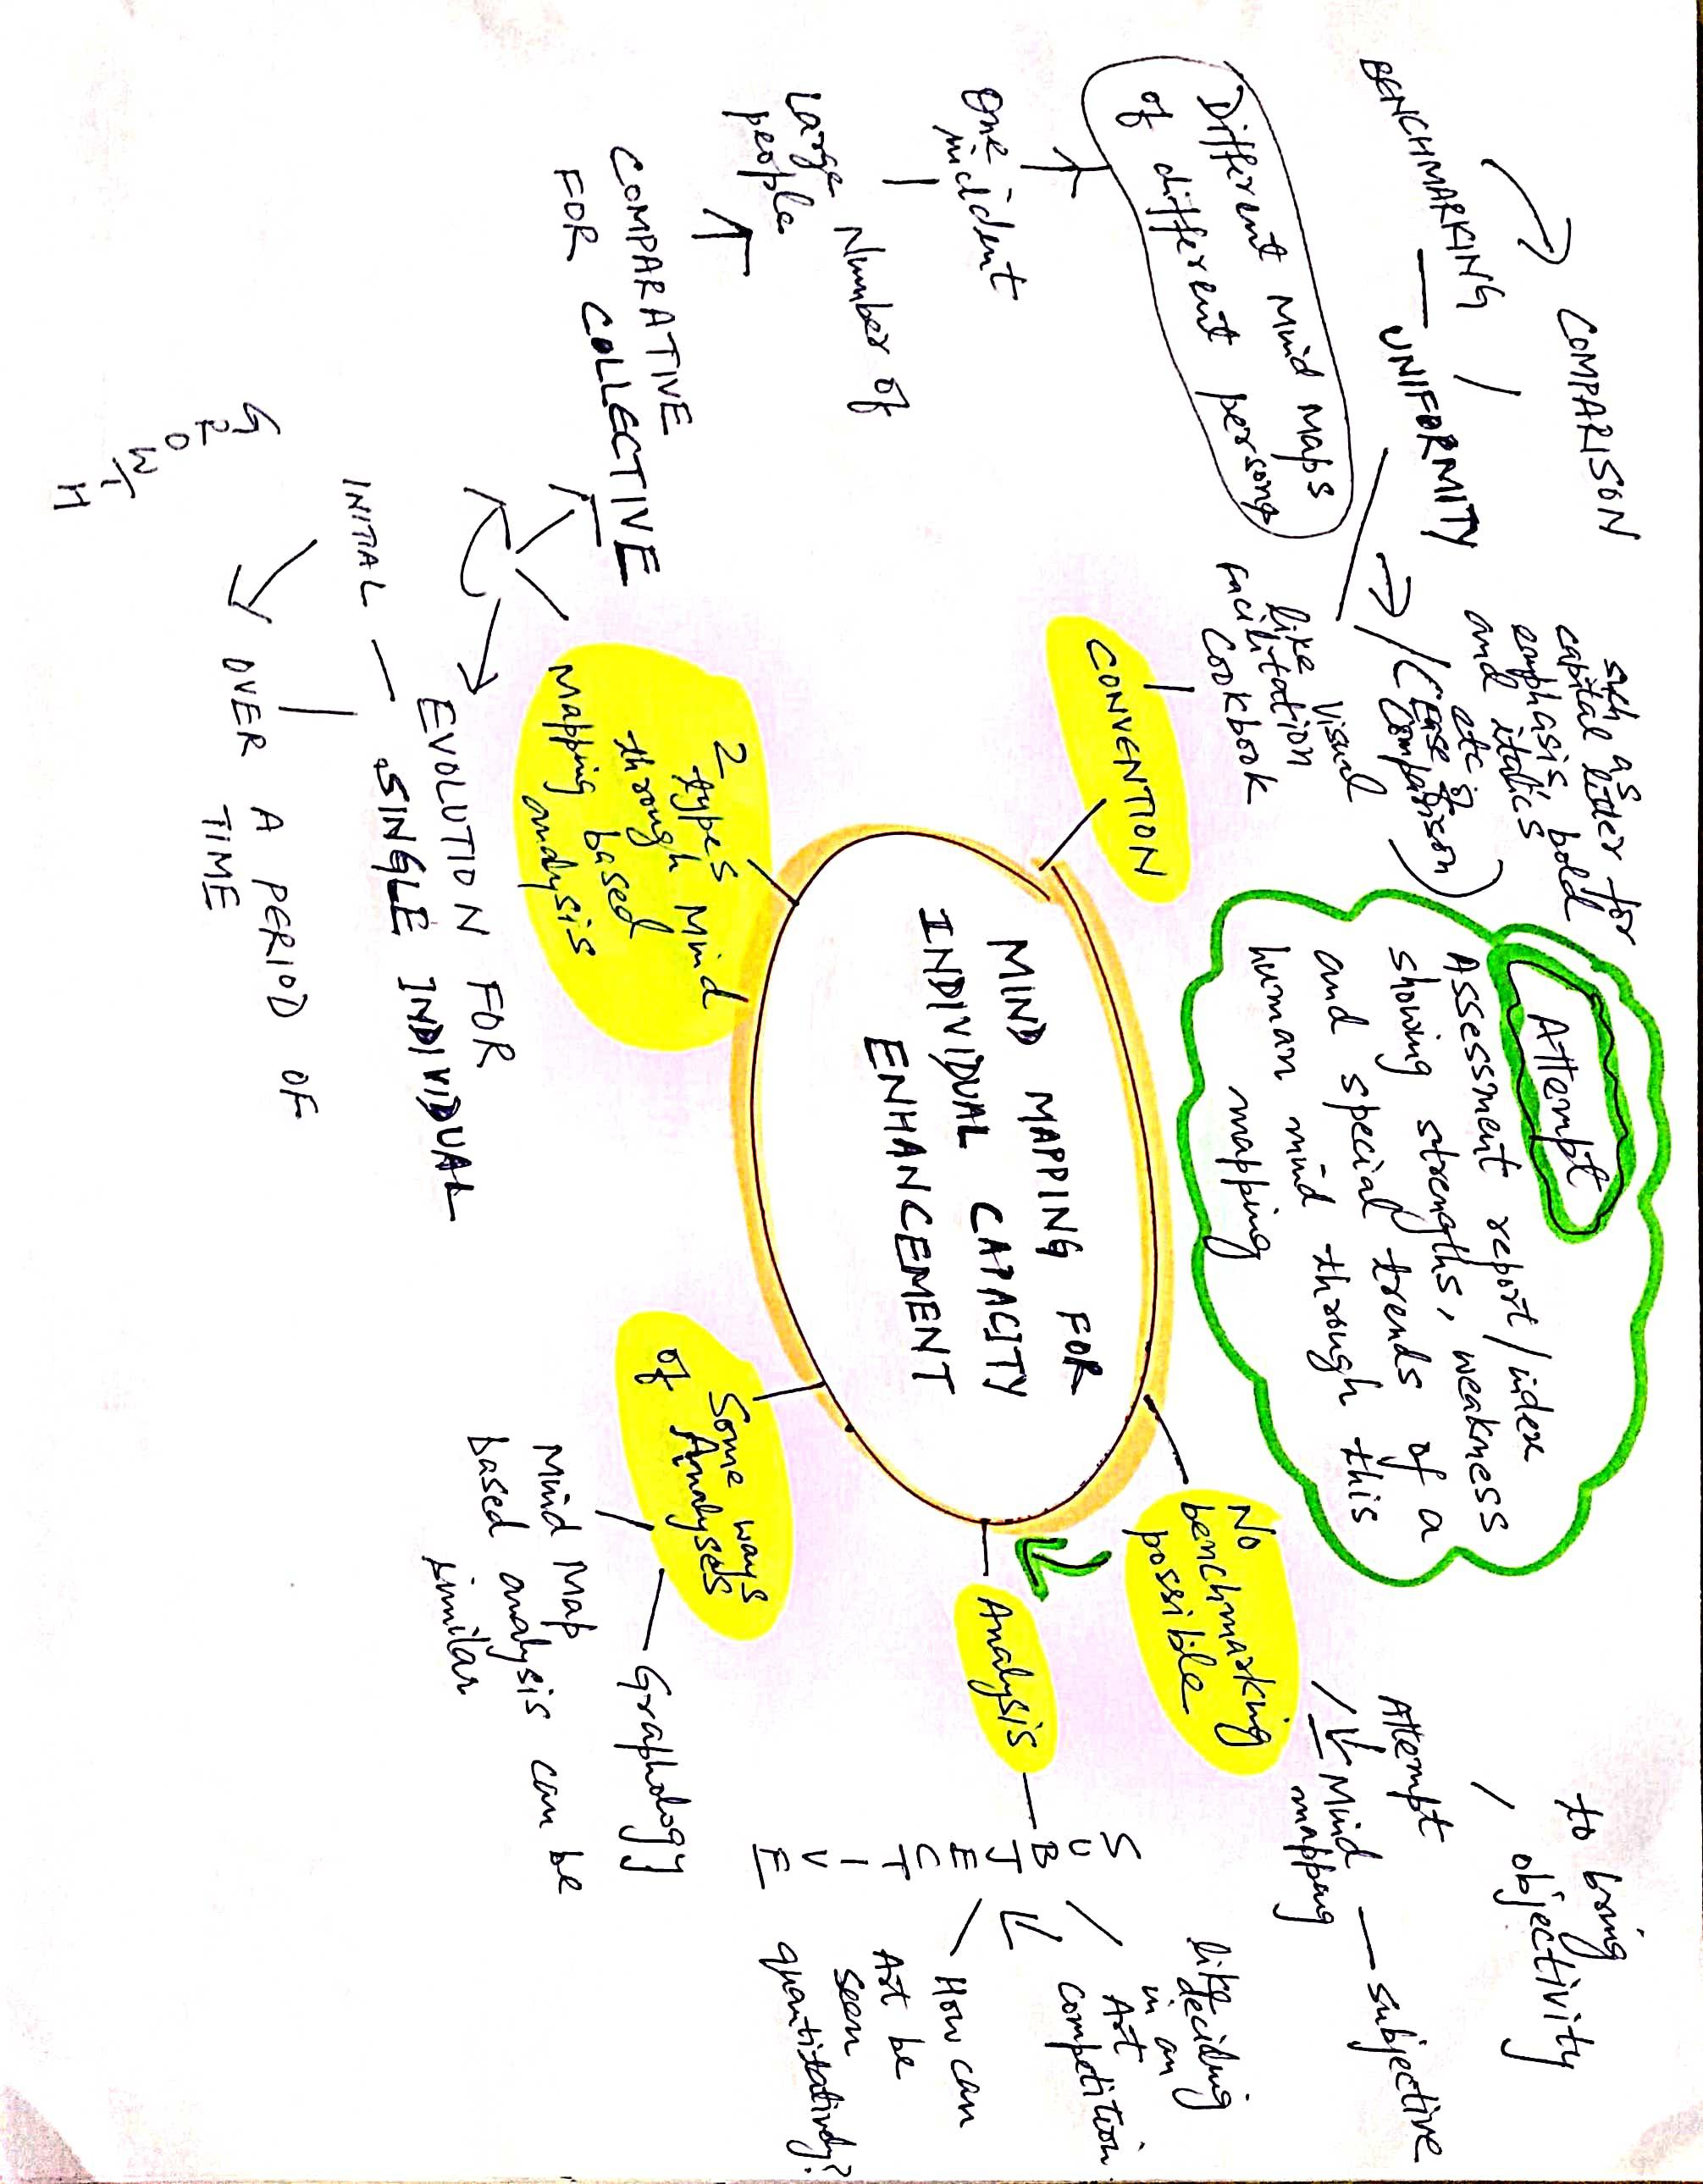 MIND MAPPING FOR
INDIVIDUAL CAPACITY
ENHANCEMENT
CONVENTION
like Visual
facilitation
Cookbook
UNIFORMITY
such as
capital letter for
emphasis, bold
and italics
etc
(Ease of
Comparison)
BENCHMARKING /
COMPARISON
Attempt
Assessment report/index
showing strengths, weakness
and special trends of a
human mind through this
mapping
No
benchmarking
possible
Attempt
to bring
objectivity
Mind
mapping
subjective
Analysis
SUBJECTIVE
like
deciding
in an
Art
competition
How can
Art be
seen
quantitatively?
Some ways
of Analyses
Graphology
Mind Map
based analysis can be
similar
2 types
through Mind
Mapping based
analysis
COMPARATIVE
FOR COLLECTIVE
Large Number of
people
One
incident
Different Mind Maps
of different persons
EVOLUTION FOR
SINGLE INDIVIDUAL
INITIAL
OVER A PERIOD OF
TIME
GROWTH